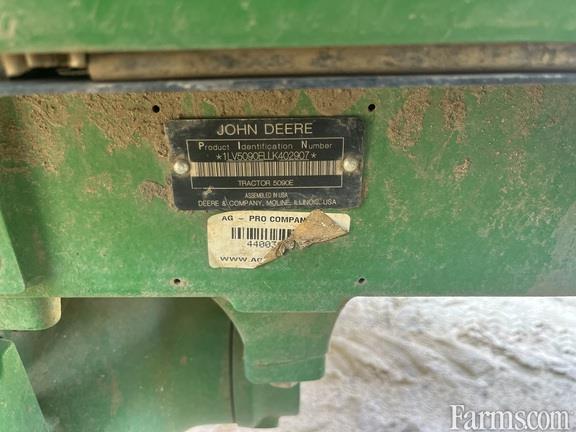 JOHN DEERE
Product Identification Number
*1LV5090ELLK402907*
TRACTOR 5090E
ASSEMBLED IN USA
DEERE & COMPANY, MOLINE, ILLINOIS, USA
AG - PRO COMPAN
4400
WWW.AG
Farms.com